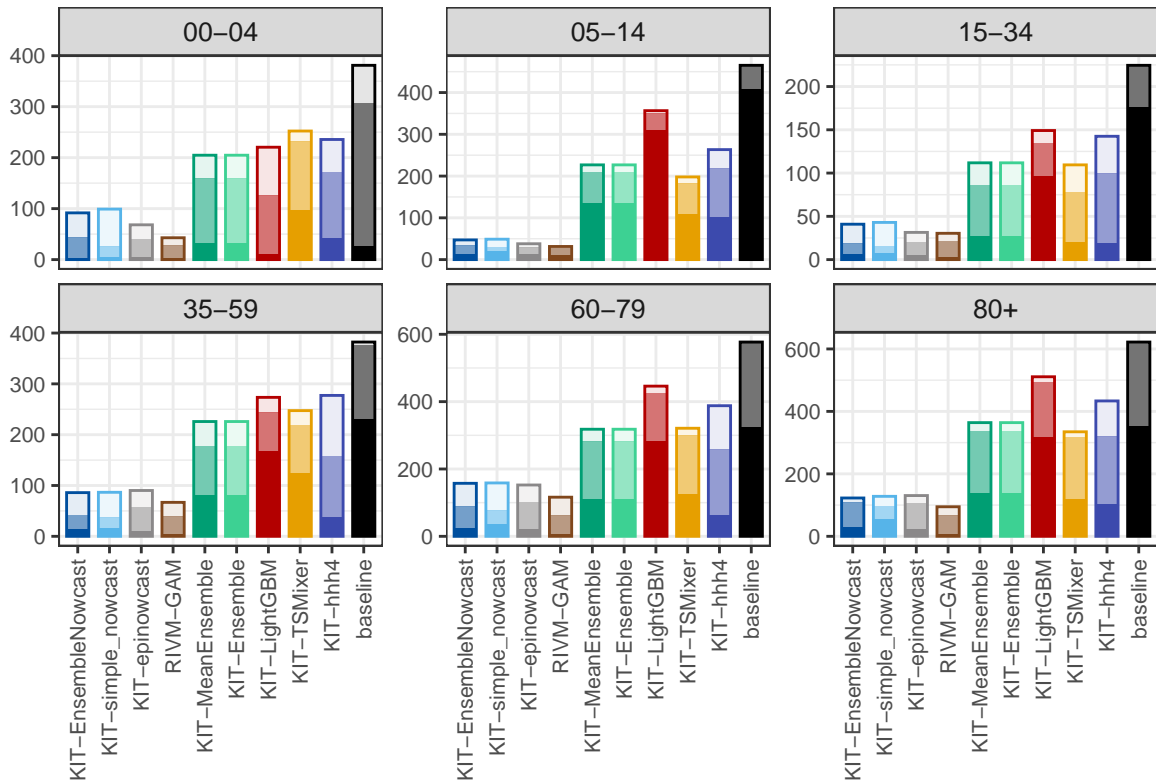 00−04
05−14
15−34
400
300
200
100
0
400
300
200
100
0
200
150
100
50
0
35−59
60−79
80+
400
300
200
100
0
600
400
200
0
600
400
200
0
KIT−EnsembleNowcast
KIT−simple_nowcast
KIT−epinowcast
RIVM−GAM
KIT−MeanEnsemble
KIT−Ensemble
KIT−LightGBM
KIT−TSMixer
KIT−hhh4
baseline
KIT−EnsembleNowcast
KIT−simple_nowcast
KIT−epinowcast
RIVM−GAM
KIT−MeanEnsemble
KIT−Ensemble
KIT−LightGBM
KIT−TSMixer
KIT−hhh4
baseline
KIT−EnsembleNowcast
KIT−simple_nowcast
KIT−epinowcast
RIVM−GAM
KIT−MeanEnsemble
KIT−Ensemble
KIT−LightGBM
KIT−TSMixer
KIT−hhh4
baseline